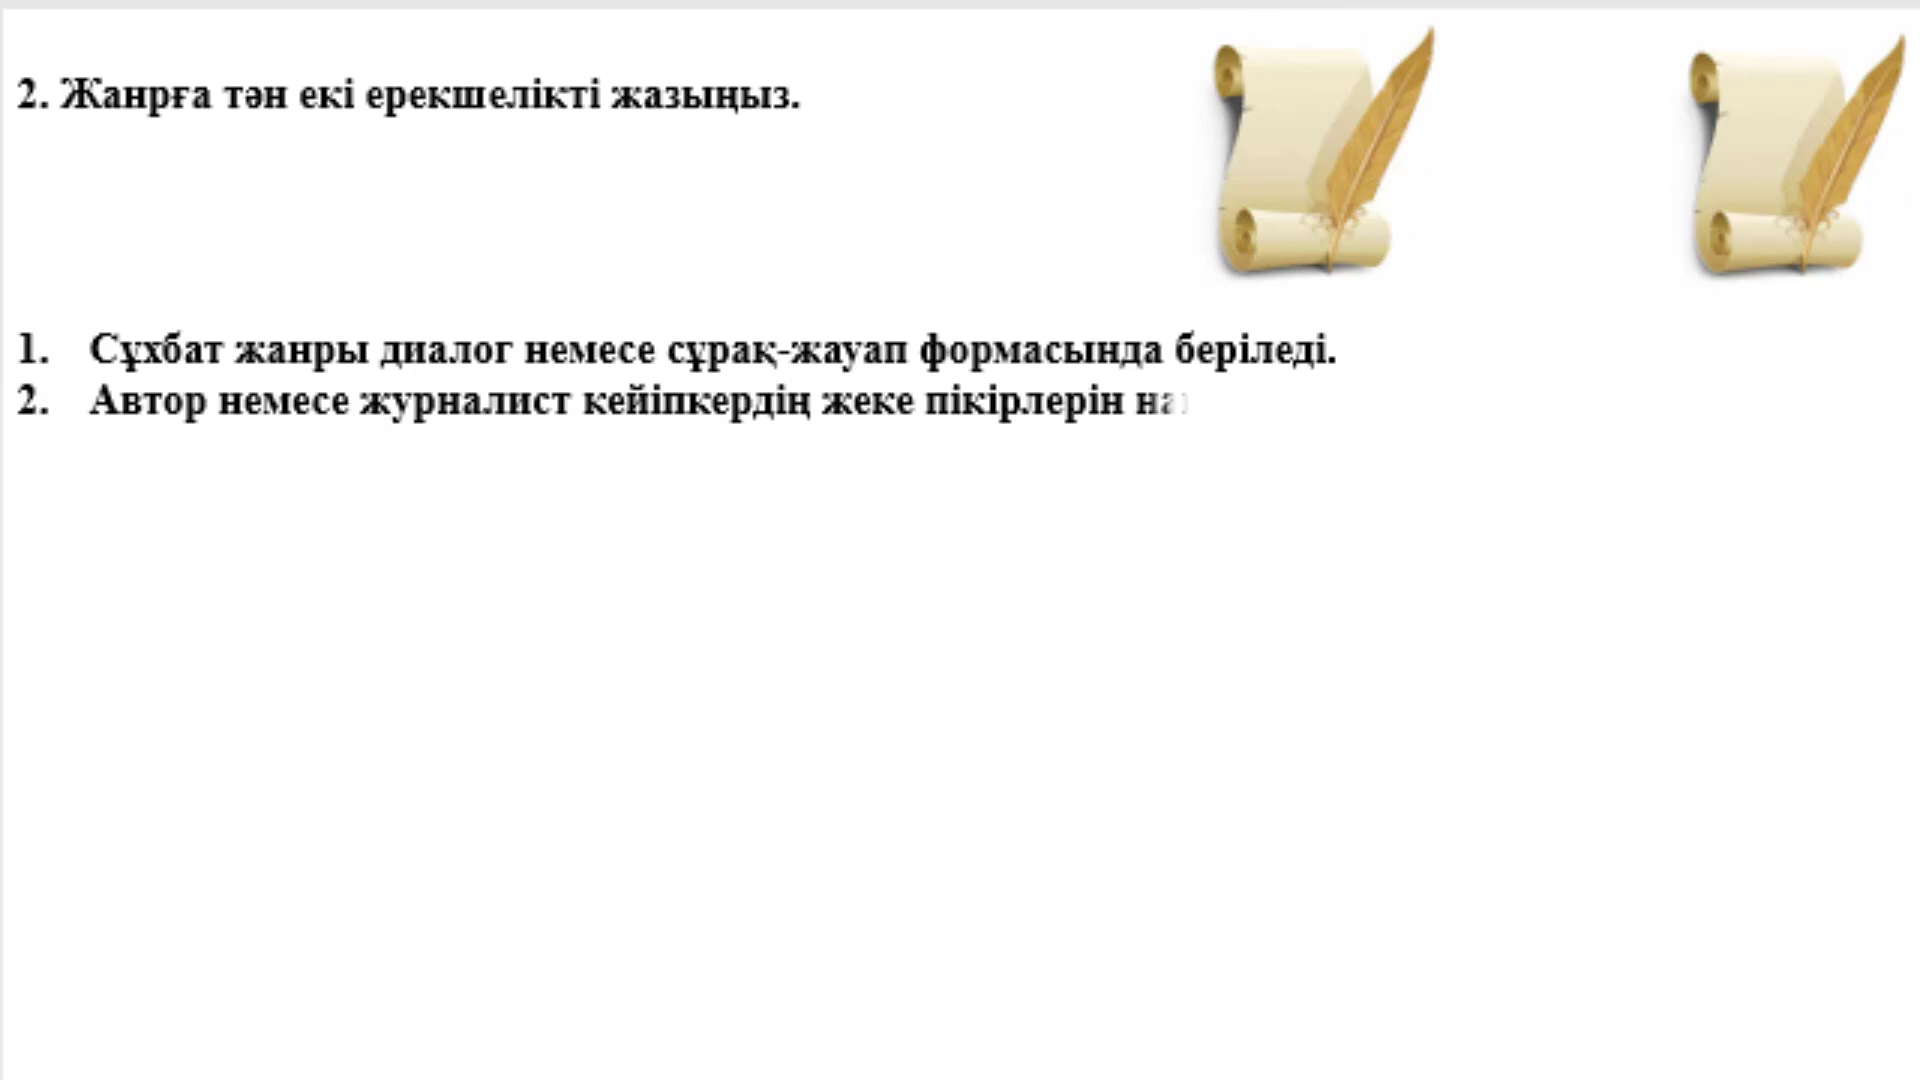 2. Жанрға тән екі ерекшелікті жазыңыз.
1. Сұхбат жанры диалог немесе сұрақ-жауап формасында беріледі.
2. Автор немесе журналист кейіпкердің жеке пікірлерін